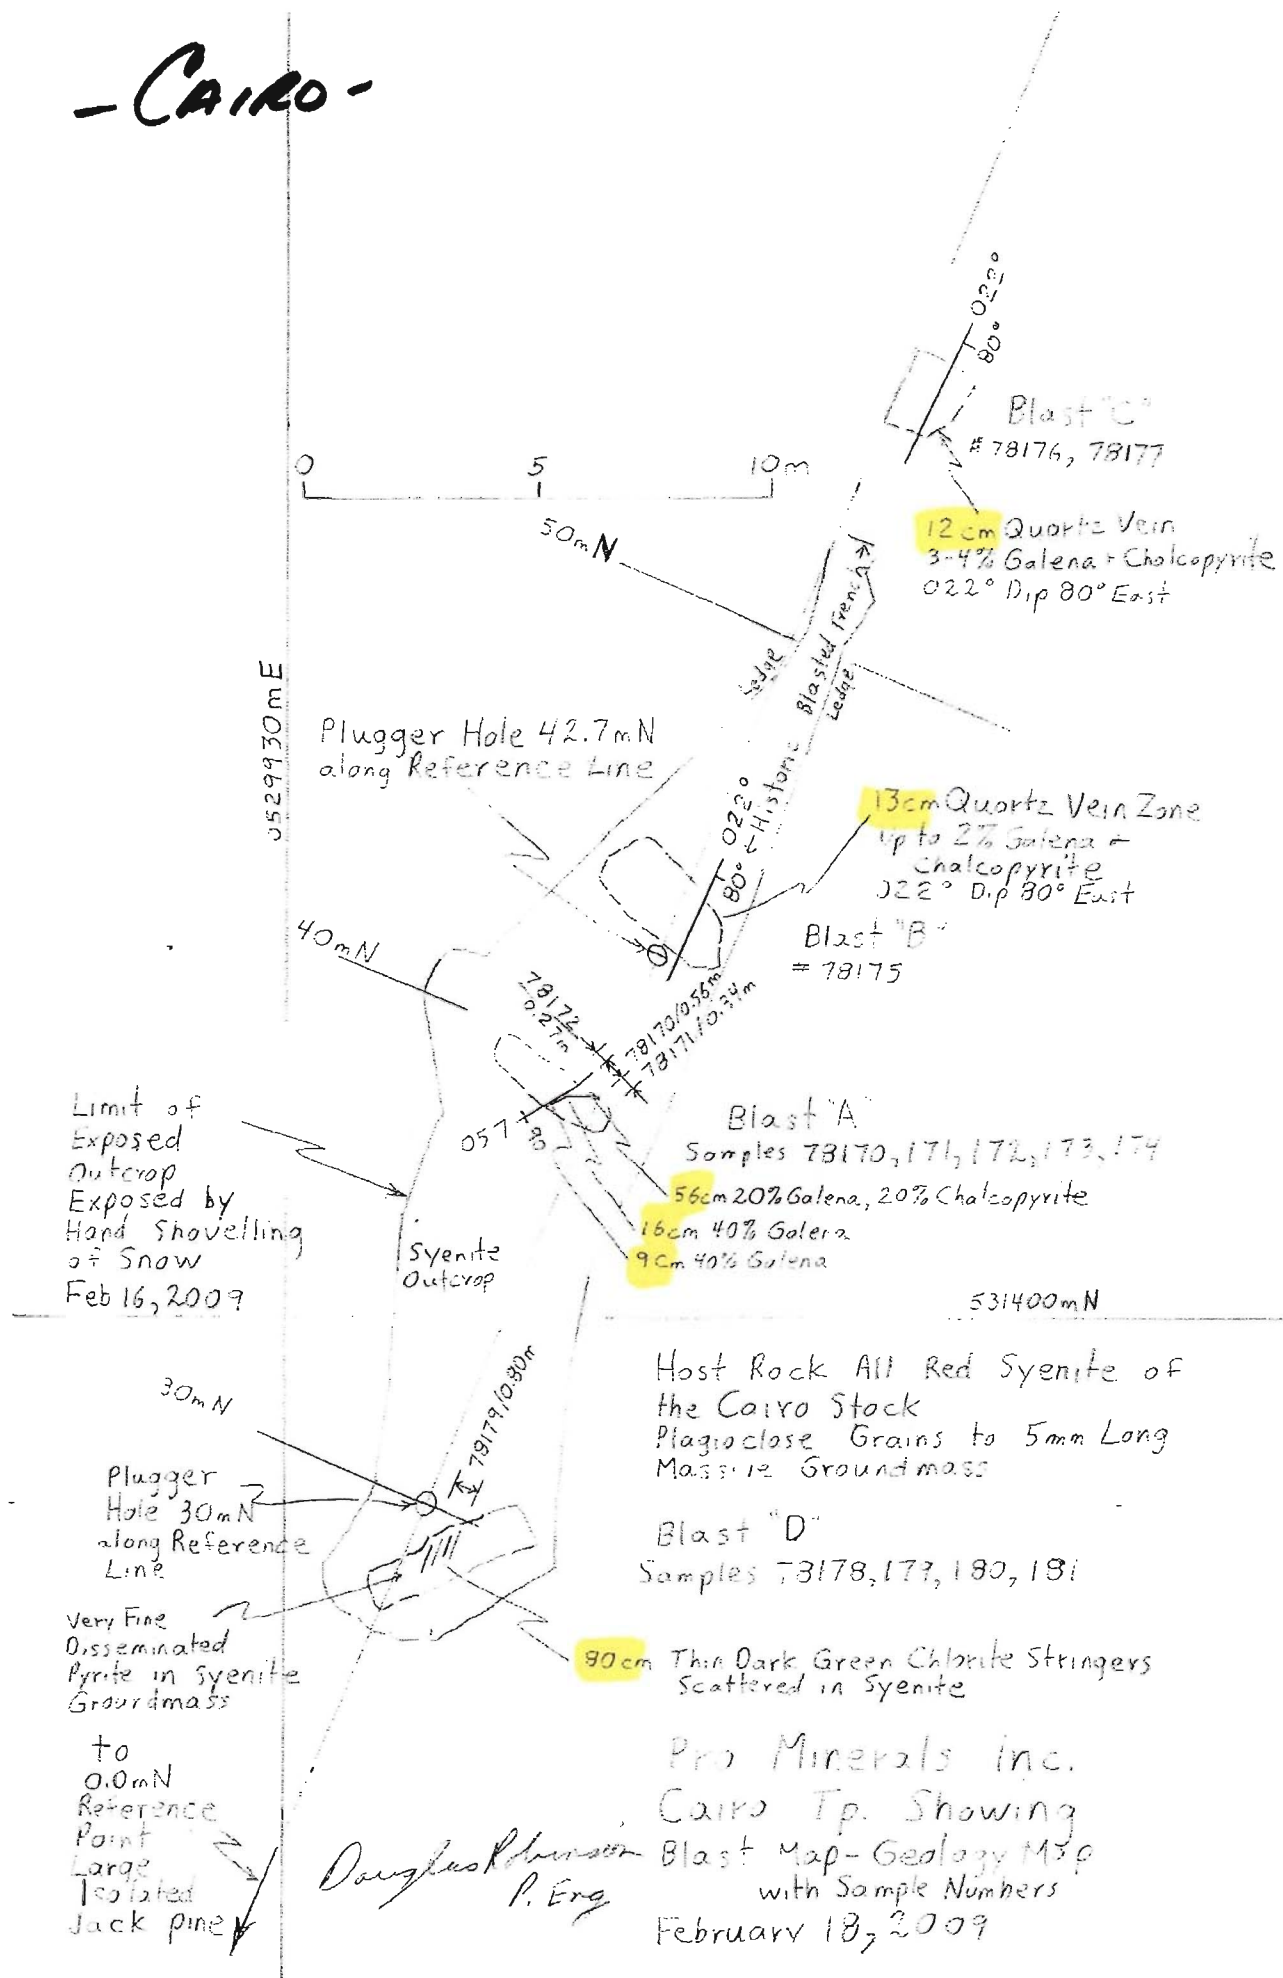 - CAIRO -
022°
80°
Blast "C"
# 78176, 78177
0 5 10m
50mN
12cm Quartz Vein
3-4% Galena + Chalcopyrite
022° Dip 80° East
Ledge
Historic Blasted Trench
Ledge
0529930mE
Plugger Hole 42.7mN
along Reference Line
022°
80°
13cm Quartz Vein Zone
Up to 2% Galena +
Chalcopyrite
022° Dip 80° East
Blast "B"
# 78175
40mN
78172
0.27m
78170/0.56m
78171/0.34m
057
80
Limit of
Exposed
Outcrop
Exposed by
Hand Shovelling
of Snow
Feb 16, 2009
Blast "A"
Samples 78170, 171, 172, 173, 174
56cm 20% Galena, 20% Chalcopyrite
16cm 40% Galena
9cm 40% Galena
Syenite
Outcrop
531400mN
Host Rock All Red Syenite of
the Cairo Stock
Plagioclase Grains to 5mm Long
Massive Groundmass
30mN
78179/0.80m
Plugger
Hole 30mN
along Reference
Line
Blast "D"
Samples 78178, 179, 180, 181
Very Fine
Disseminated
Pyrite in Syenite
Groundmass
80cm Thin Dark Green Chlorite Stringers
Scattered in Syenite
to
0.0mN
Reference
Point
Large
Isolated
Jack pine
Douglas Robinson
P. Eng
Pro Minerals inc.
Cairo Tp. Showing
Blast Map - Geology Map
with Sample Numbers
February 18, 2009